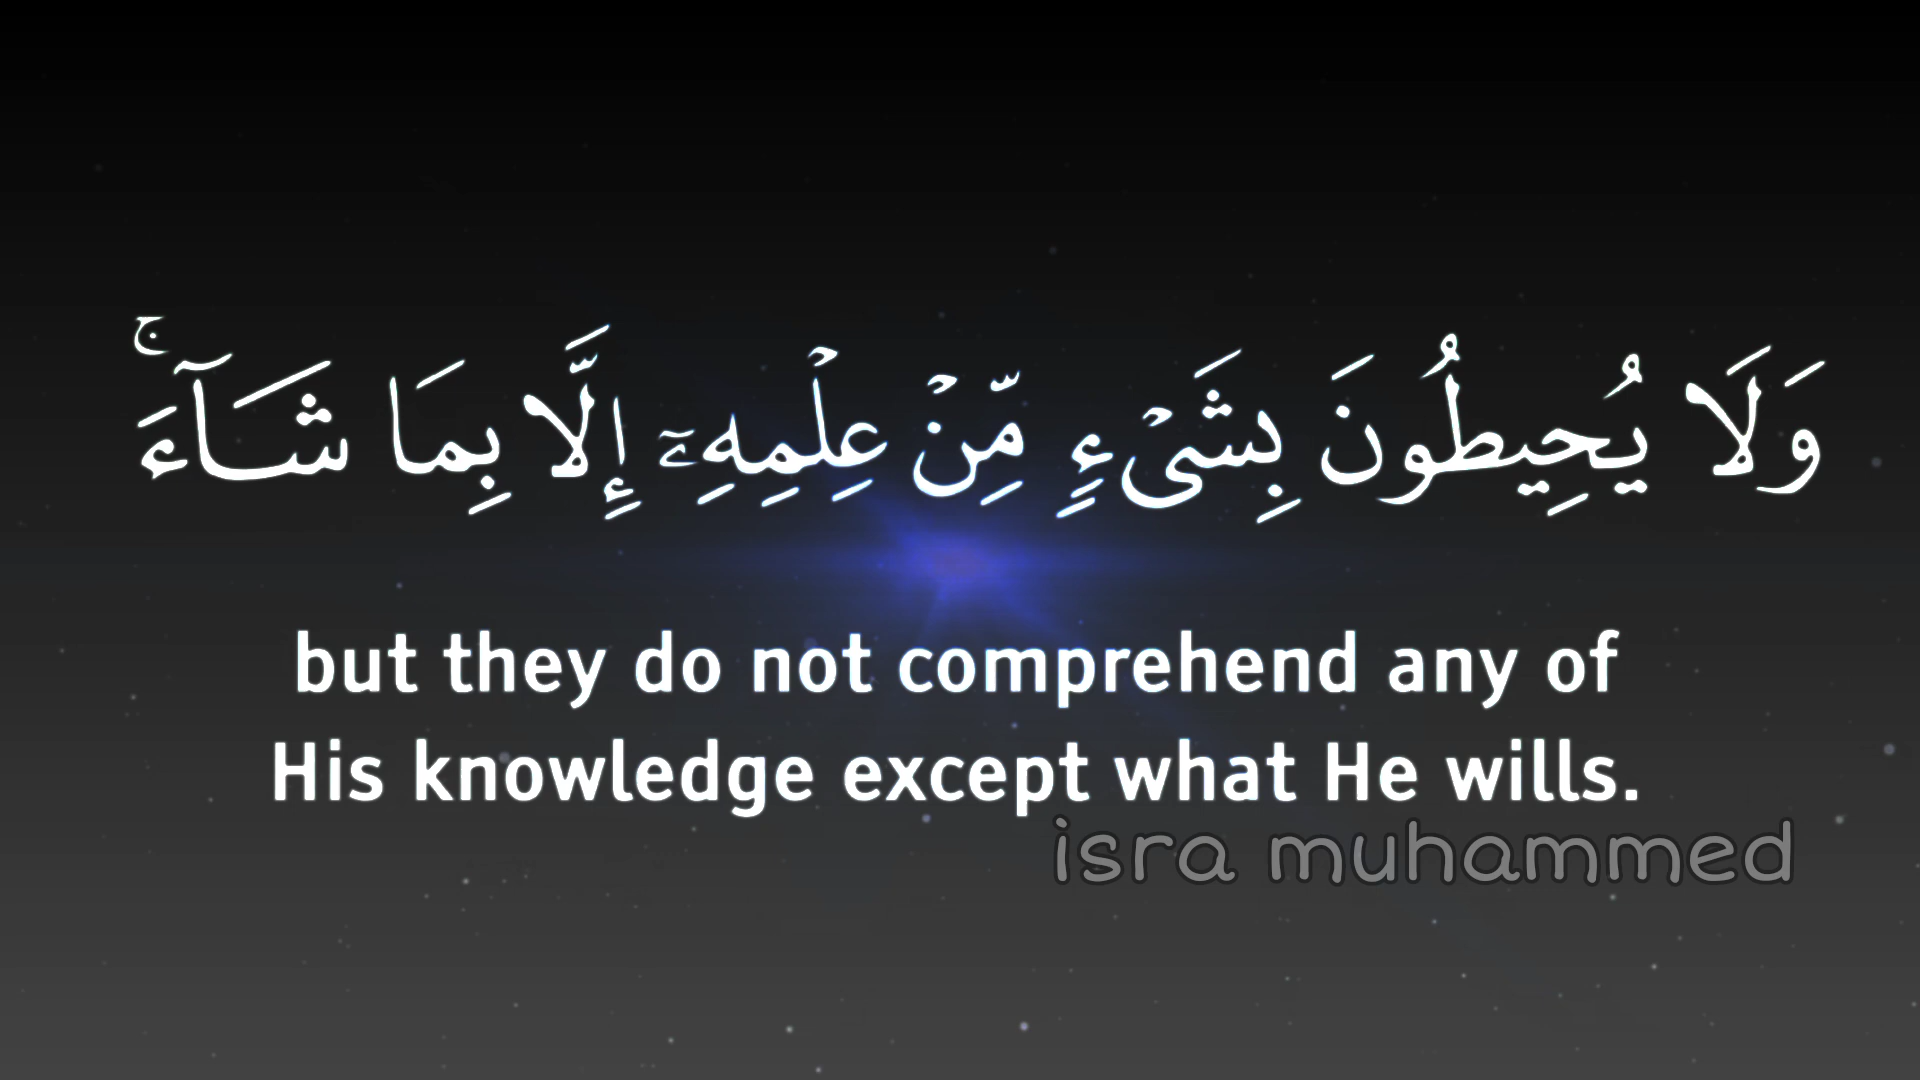 وَلَا يُحِيطُونَ بِشَىْءٍ مِّنْ عِلْمِهِۦٓ إِلَّا بِمَا شَآءَ ۚ
but they do not comprehend any of
His knowledge except what He wills.
isra muhammed